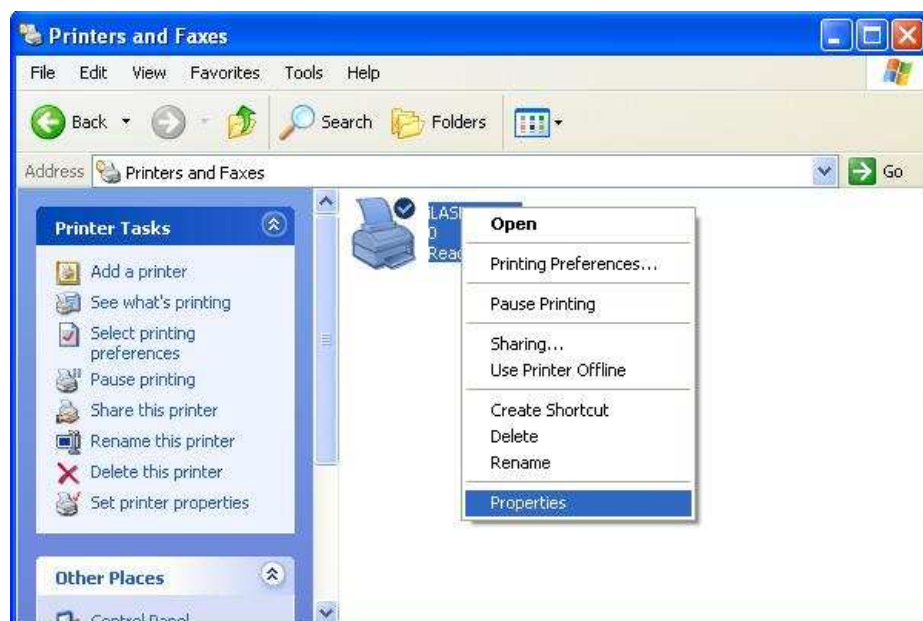 Printers and Faxes
File Edit View Favorites Tools Help
Back Search Folders
Address Printers and Faxes Go
Printer Tasks
Add a printer
See what's printing
Select printing
preferences
Pause printing
Share this printer
Rename this printer
Delete this printer
Set printer properties
Other Places
Control Panel
0
Open
Printing Preferences...
Pause Printing
Sharing...
Use Printer Offline
Create Shortcut
Delete
Rename
Properties